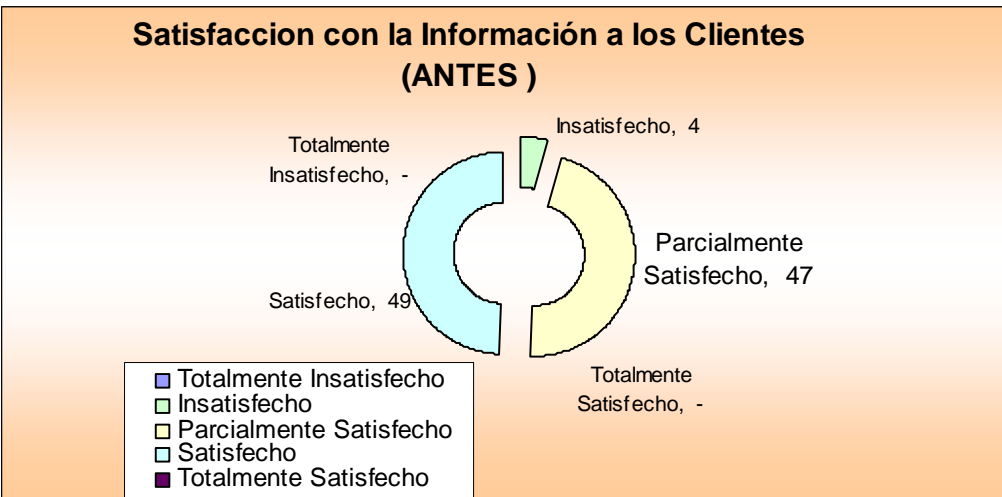 Satisfaccion con la Información a los Clientes
(ANTES )
Insatisfecho, 4
Totalmente
Insatisfecho, -
Parcialmente
Satisfecho, 47
Satisfecho, 49
Totalmente
Satisfecho, -
Totalmente Insatisfecho
Insatisfecho
Parcialmente Satisfecho
Satisfecho
Totalmente Satisfecho